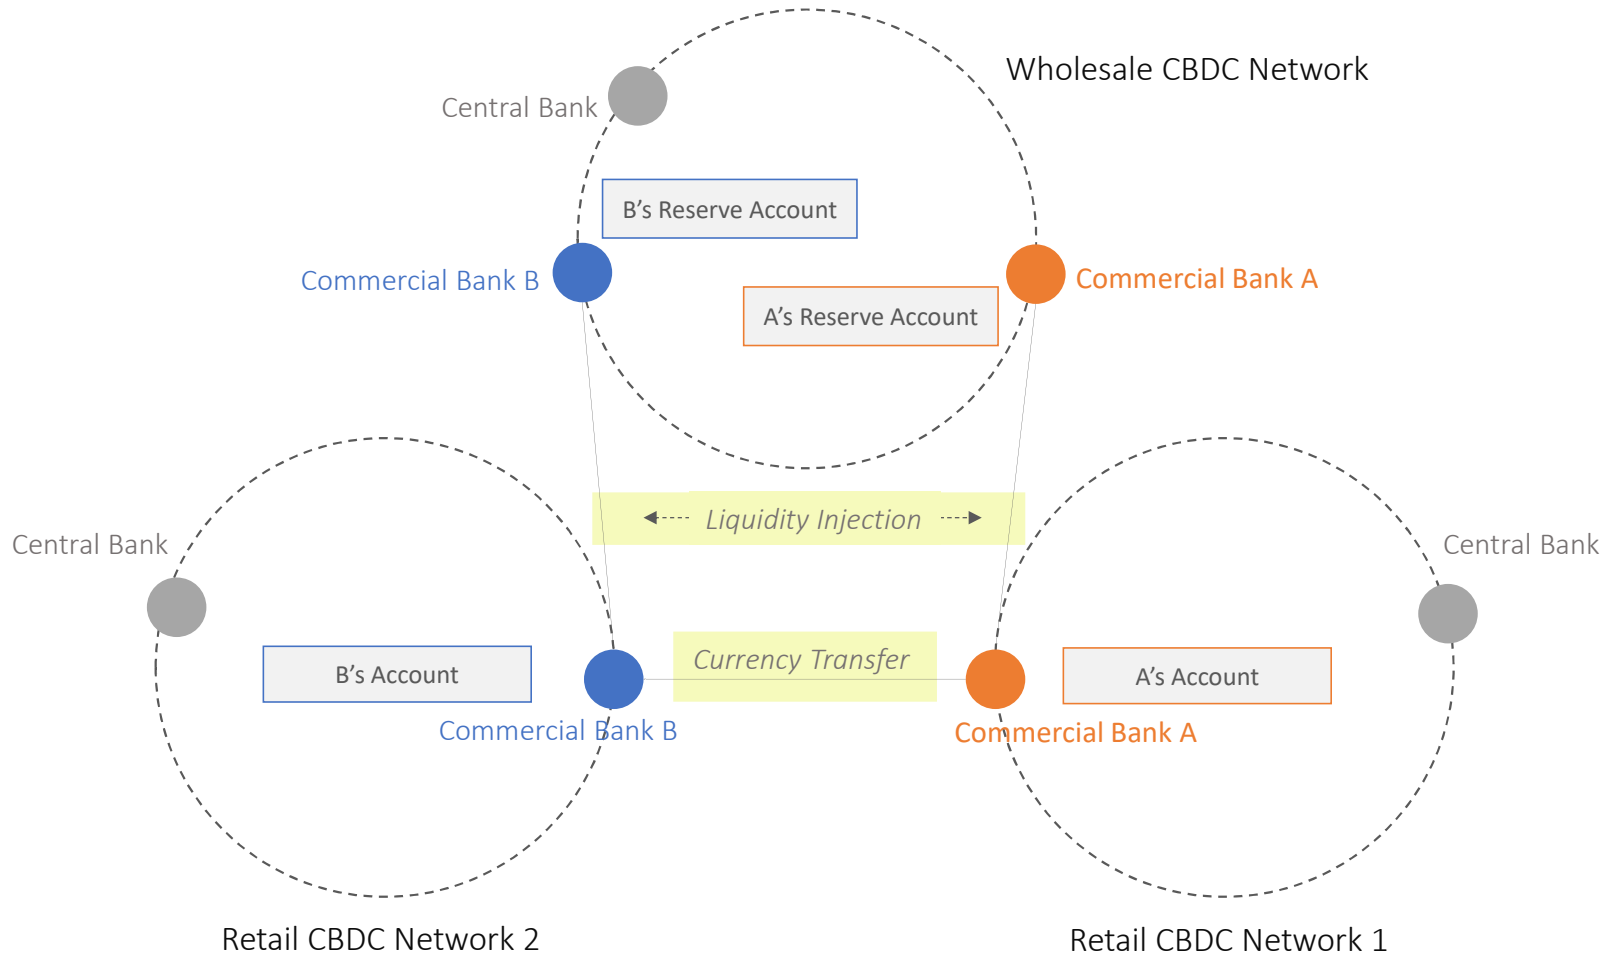 Wholesale CBDC Network
Central Bank
B’s Reserve Account
Commercial Bank B
Commercial Bank A
A’s Reserve Account
Liquidity Injection
Central Bank
Central Bank
Currency Transfer
B’s Account
A’s Account
Commercial Bank B
Commercial Bank A
Retail CBDC Network 2
Retail CBDC Network 1